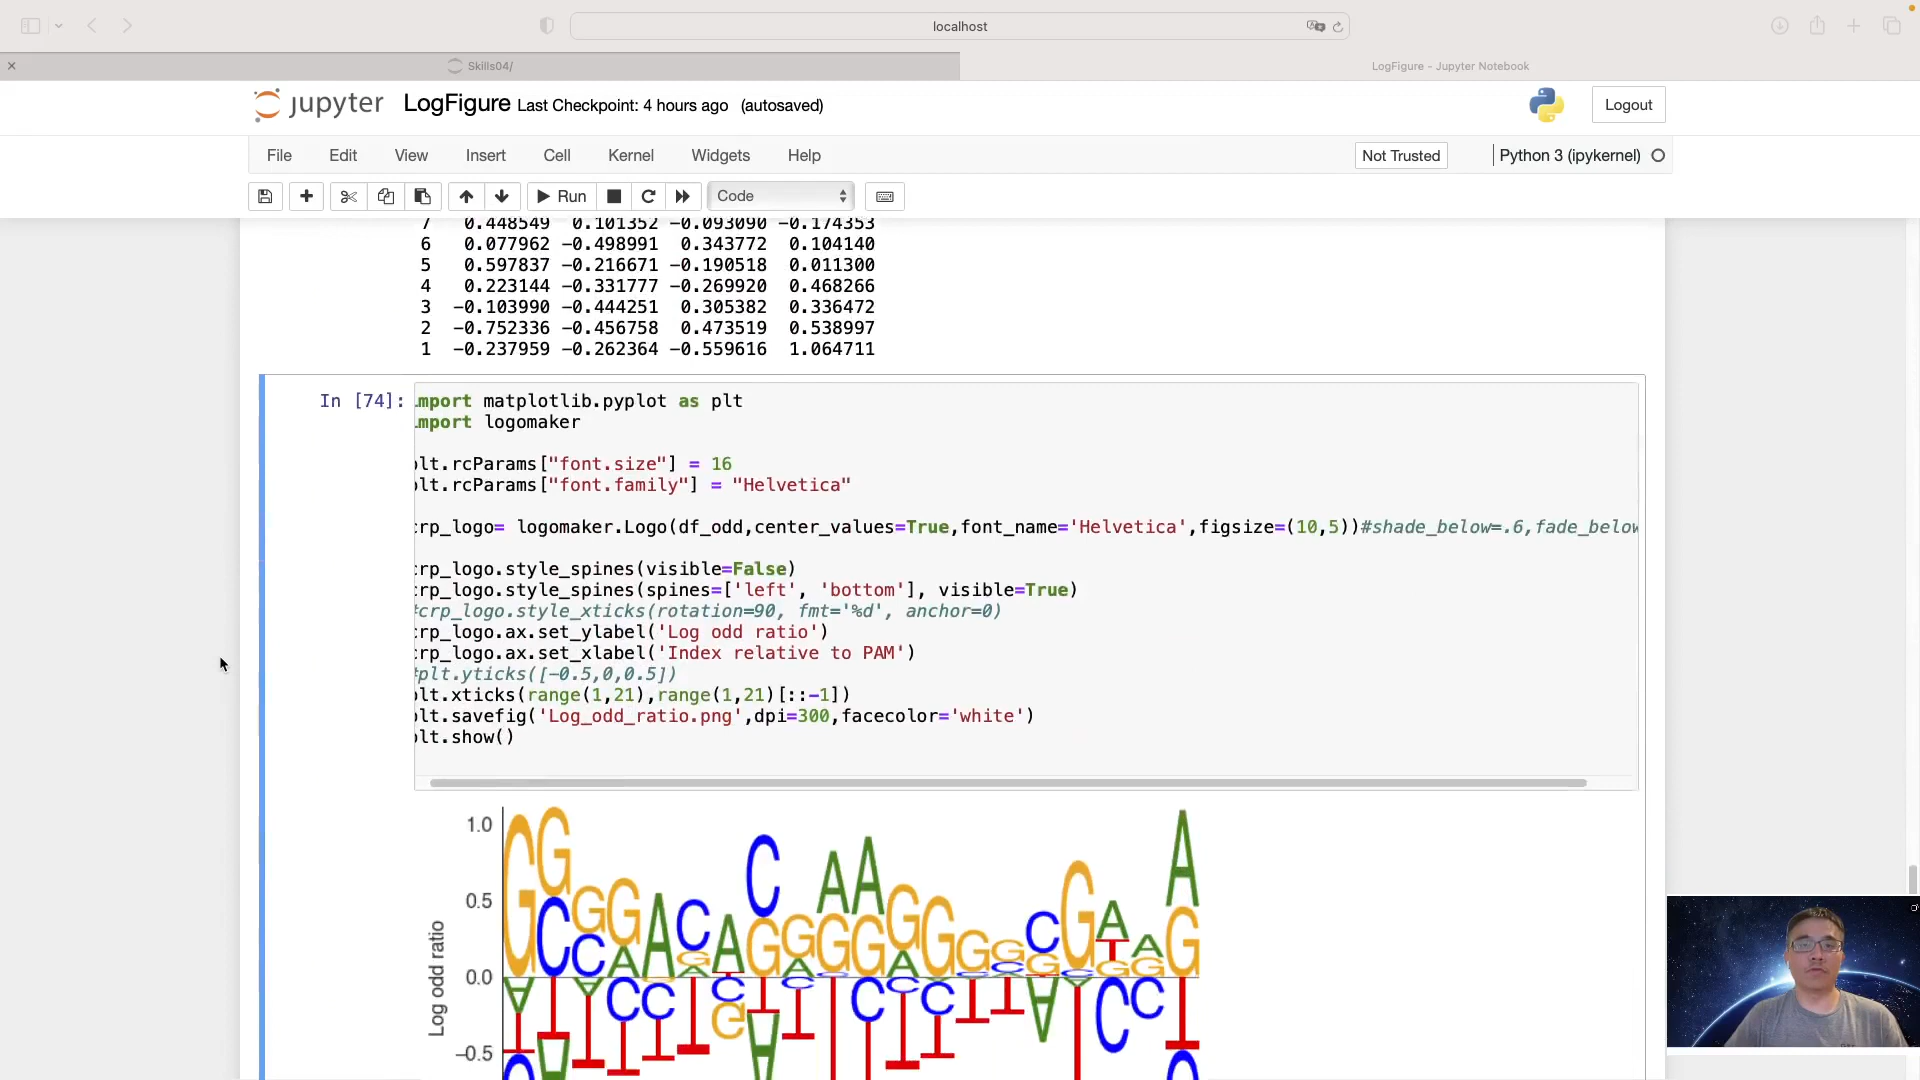 localhost
Skills04/
LogFigure - Jupyter Notebook
jupyter LogFigure Last Checkpoint: 4 hours ago (autosaved)
Logout
File Edit View Insert Cell Kernel Widgets Help
Not Trusted
Python 3 (ipykernel)
Run
Code
7 0.448549 0.101352 -0.093090 -0.174353
6 0.077962 -0.498991 0.343772 0.104140
5 0.597837 -0.216671 -0.190518 0.011300
4 0.223144 -0.331777 -0.269920 0.468266
3 -0.103990 -0.444251 0.305382 0.336472
2 -0.752336 -0.456758 0.473519 0.538997
1 -0.237959 -0.262364 -0.559616 1.064711
In [74]:
mport matplotlib.pyplot as plt
mport logomaker
lt.rcParams["font.size"] = 16
lt.rcParams["font.family"] = "Helvetica"
rp_logo= logomaker.Logo(df_odd,center_values=True,font_name='Helvetica',figsize=(10,5))#shade_below=.6,fade_below
rp_logo.style_spines(visible=False)
rp_logo.style_spines(spines=['left', 'bottom'], visible=True)
#crp_logo.style_xticks(rotation=90, fmt='%d', anchor=0)
rp_logo.ax.set_ylabel('Log odd ratio')
rp_logo.ax.set_xlabel('Index relative to PAM')
#plt.yticks([-0.5,0,0.5])
lt.xticks(range(1,21),range(1,21)[::-1])
lt.savefig('Log_odd_ratio.png',dpi=300,facecolor='white')
lt.show()
1.0
0.5
0.0
-0.5
Log odd ratio